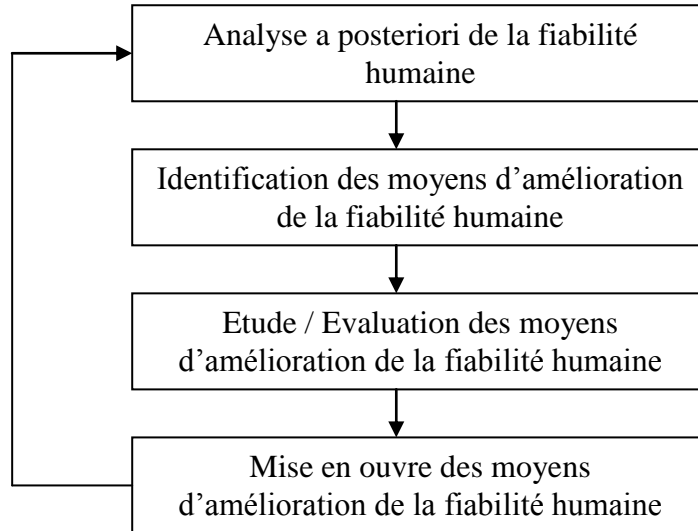 Analyse a posteriori de la fiabilité
humaine
Identification des moyens d’amélioration
de la fiabilité humaine
Etude / Evaluation des moyens
d’amélioration de la fiabilité humaine
Mise en ouvre des moyens
d’amélioration de la fiabilité humaine